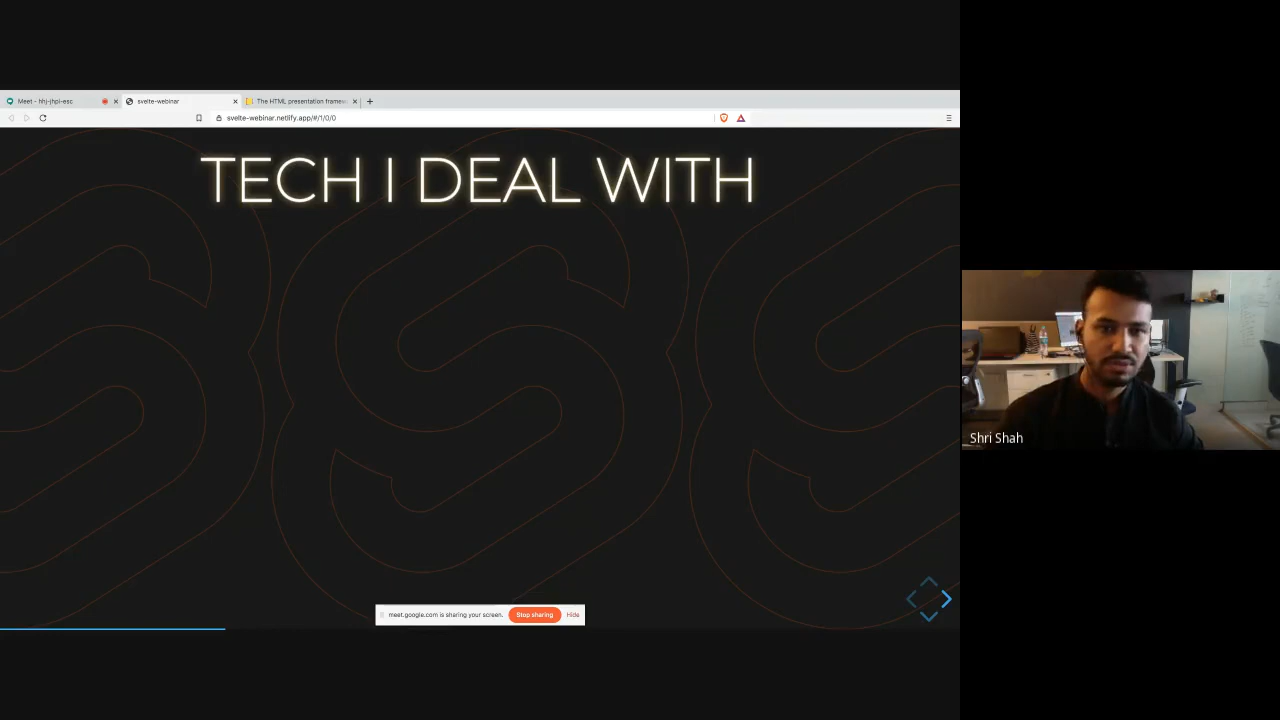 Meet - hhj-jhpi-esc
svelte-webinar
The HTML presentation framew
svelte-webinar.netlify.app/#/1/0/0
TECH I DEAL WITH
Shri Shah
meet.google.com is sharing your screen.
Stop sharing
Hide